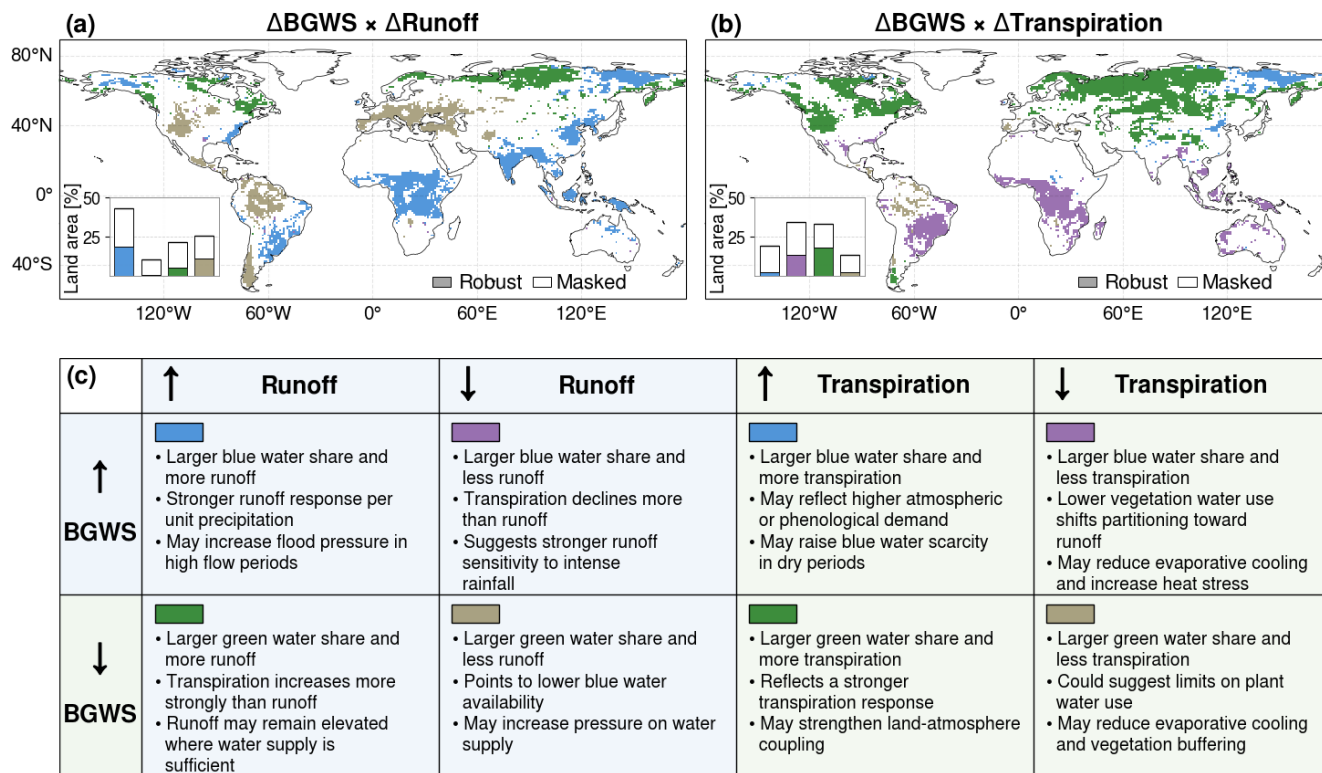 (a)
ΔBGWS × ΔRunoff
(b)
ΔBGWS × ΔTranspiration
80°N
40°N
0°
40°S
Land area [%]
50
25
Robust
Masked
Land area [%]
50
25
Robust
Masked
120°W
60°W
0°
60°E
120°E
120°W
60°W
0°
60°E
120°E
(c)
↑ Runoff
↓ Runoff
↑ Transpiration
↓ Transpiration
↑
BGWS
• Larger blue water share and
more runoff
• Stronger runoff response per
unit precipitation
• May increase flood pressure in
high flow periods
• Larger blue water share and
less runoff
• Transpiration declines more
than runoff
• Suggests stronger runoff
sensitivity to intense
rainfall
• Larger blue water share and
more transpiration
• May reflect higher atmospheric
or phenological demand
• May raise blue water scarcity
in dry periods
• Larger blue water share and
less transpiration
• Lower vegetation water use
shifts partitioning toward
runoff
• May reduce evaporative cooling
and increase heat stress
↓
BGWS
• Larger green water share and
more runoff
• Transpiration increases more
strongly than runoff
• Runoff may remain elevated
where water supply is
sufficient
• Larger green water share and
less runoff
• Points to lower blue water
availability
• May increase pressure on water
supply
• Larger green water share and
more transpiration
• Reflects a stronger
transpiration response
• May strengthen land-atmosphere
coupling
• Larger green water share and
less transpiration
• Could suggest limits on plant
water use
• May reduce evaporative cooling
and vegetation buffering